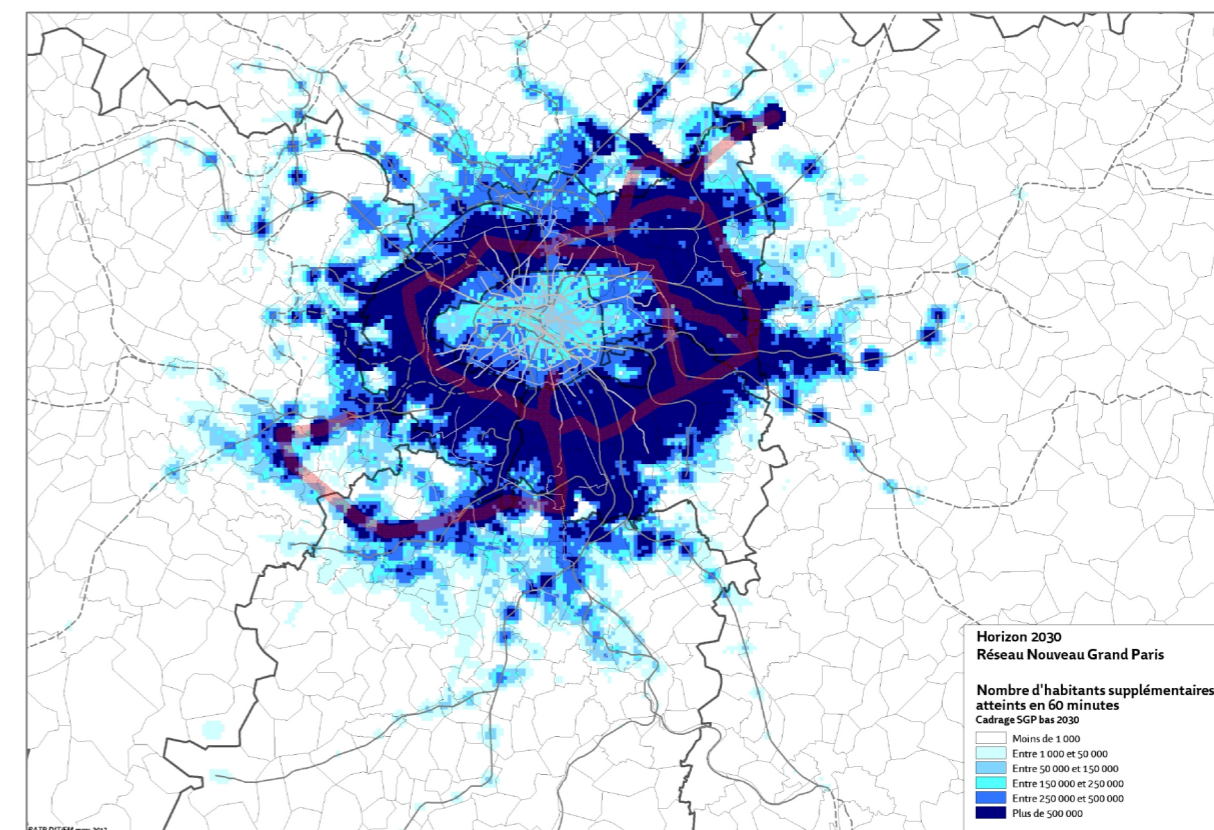 Horizon 2030
Réseau Nouveau Grand Paris
Nombre d'habitants supplémentaires
atteints en 60 minutes
Cadrage SGP bas 2030
Moins de 1 000
Entre 1 000 et 50 000
Entre 50 000 et 150 000
Entre 150 000 et 250 000
Entre 250 000 et 500 000
Plus de 500 000